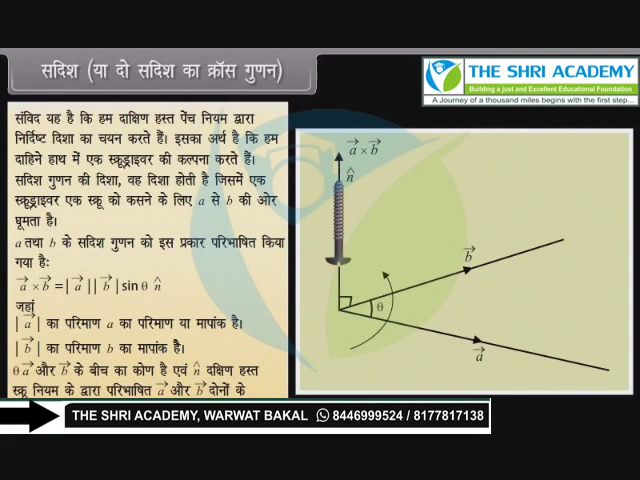 सदिश (या दो सदिश का क्रॉस गुणन)
THE SHRI ACADEMY
Building a just and Excellent Educational Foundation
A Journey of a thousand miles begins with the first step...
संविद यह है कि हम दाक्षिण हस्त पेंच नियम द्वारा
निर्दिष्ट दिशा का चयन करते हैं। इसका अर्थ है कि हम
दाहिने हाथ में एक स्क्रूड्राइवर की कल्पना करते हैं।
सदिश गुणन की दिशा, वह दिशा होती है जिसमें एक
स्क्रूड्राइवर एक स्क्रू को कसने के लिए a से b की ओर
घूमता है।
a तथा b के सदिश गुणन को इस प्रकार परिभाषित किया
गया है:
a⃗ × b⃗ = | a⃗ | | b⃗ | sin θ n̂
जहां
| a⃗ | का परिमाण a का परिमाण या मापांक है।
| b⃗ | का परिमाण b का मापांक है।
θ a⃗ और b⃗ के बीच का कोण है एवं n̂ दक्षिण हस्त
स्क्रू नियम के द्वारा परिभाषित a⃗ और b⃗ दोनों के
a⃗ × b⃗
n̂
b⃗
θ
a⃗
THE SHRI ACADEMY, WARWAT BAKAL 8446999524 / 8177817138